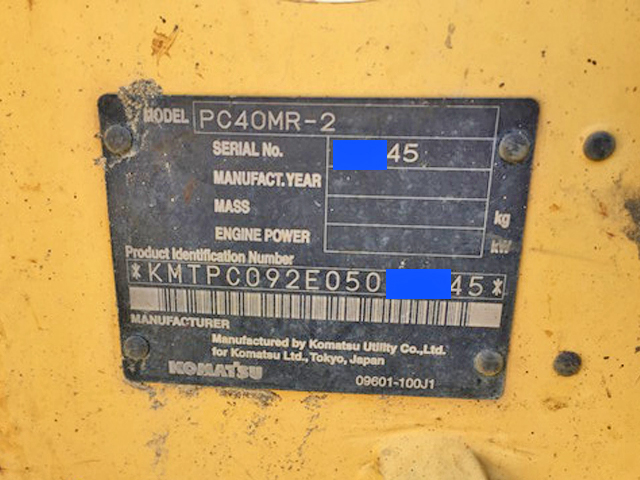 MODEL PC40MR-2
SERIAL No. 45
MANUFACT.YEAR
MASS kg
ENGINE POWER kW
Product Identification Number
*KMTPC092E050 45*
MANUFACTURER
Manufactured by Komatsu Utility Co.,Ltd.
for Komatsu Ltd.,Tokyo, Japan
KOMATSU
09601-100J1